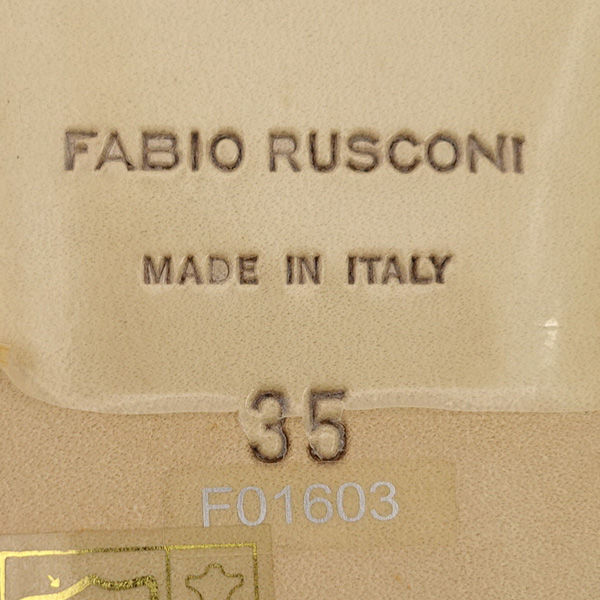 FABIO RUSCONI
MADE IN ITALY
35
F01603